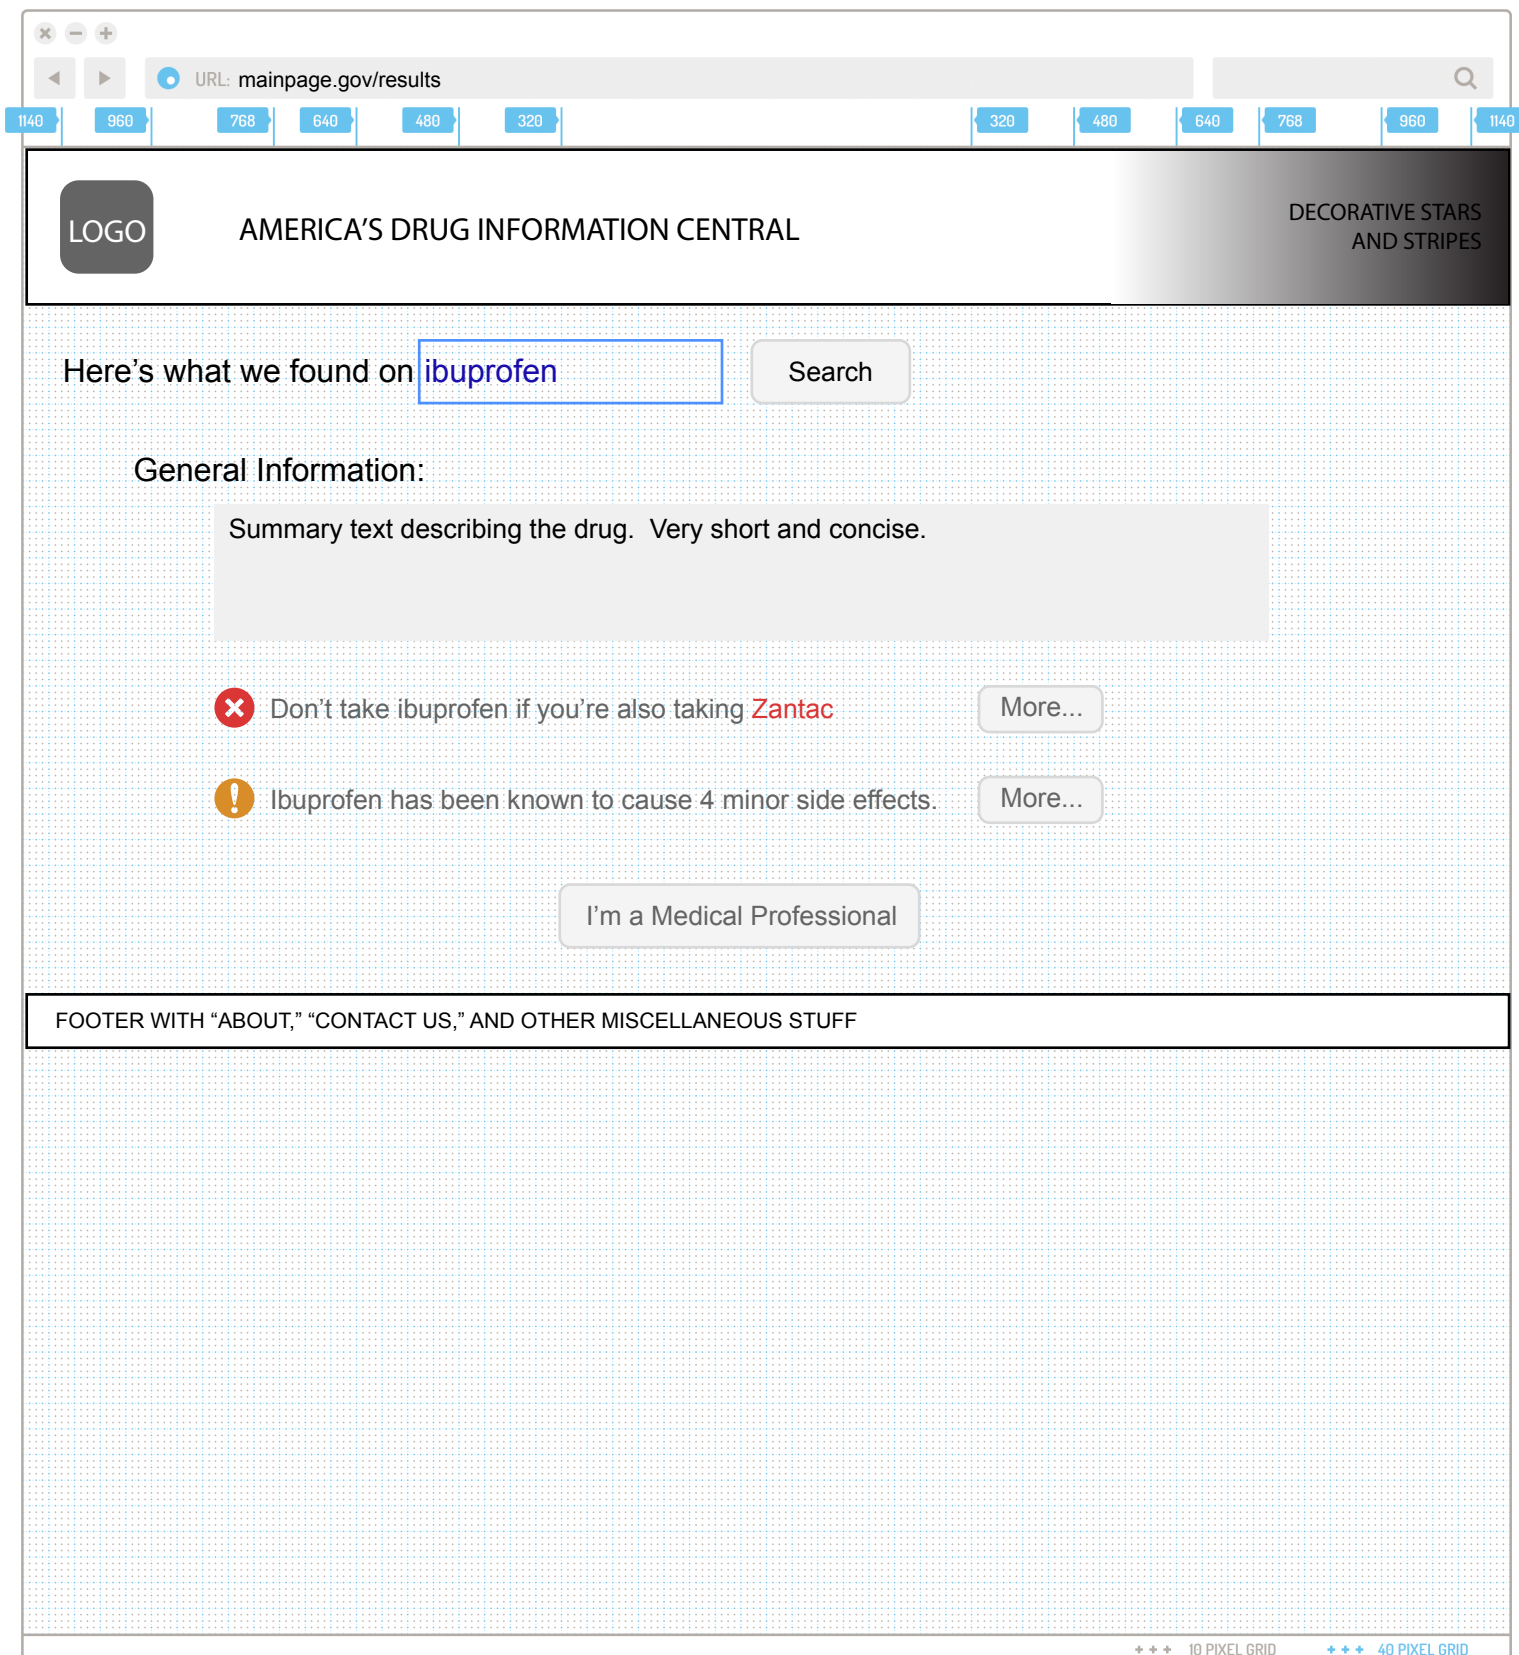 URL: mainpage.gov/results
1140 960 768 640 480 320 320 480 640 768 960 1140
LOGO
AMERICA'S DRUG INFORMATION CENTRAL
DECORATIVE STARS
AND STRIPES
Here's what we found on ibuprofen
Search
General Information:
Summary text describing the drug.  Very short and concise.
Don't take ibuprofen if you're also taking Zantac
More...
Ibuprofen has been known to cause 4 minor side effects.
More...
I'm a Medical Professional
FOOTER WITH “ABOUT,” “CONTACT US,” AND OTHER MISCELLANEOUS STUFF
+ + + 10 PIXEL GRID + + + 40 PIXEL GRID